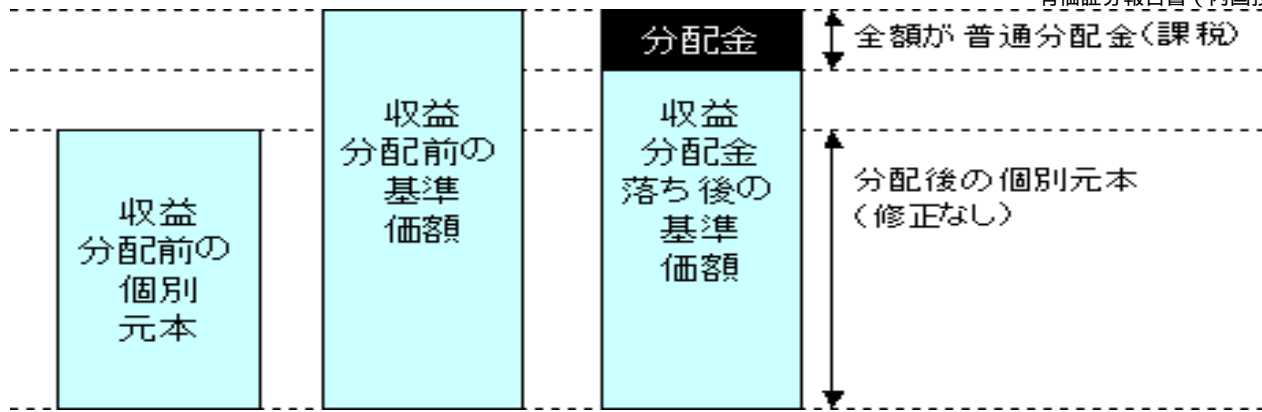 分配金
全額が普通分配金(課税)
収益
分配前の
個別
元本
収益
分配前の
基準
価額
収益
分配金
落ち後の
基準
価額
分配後の個別元本
(修正なし)